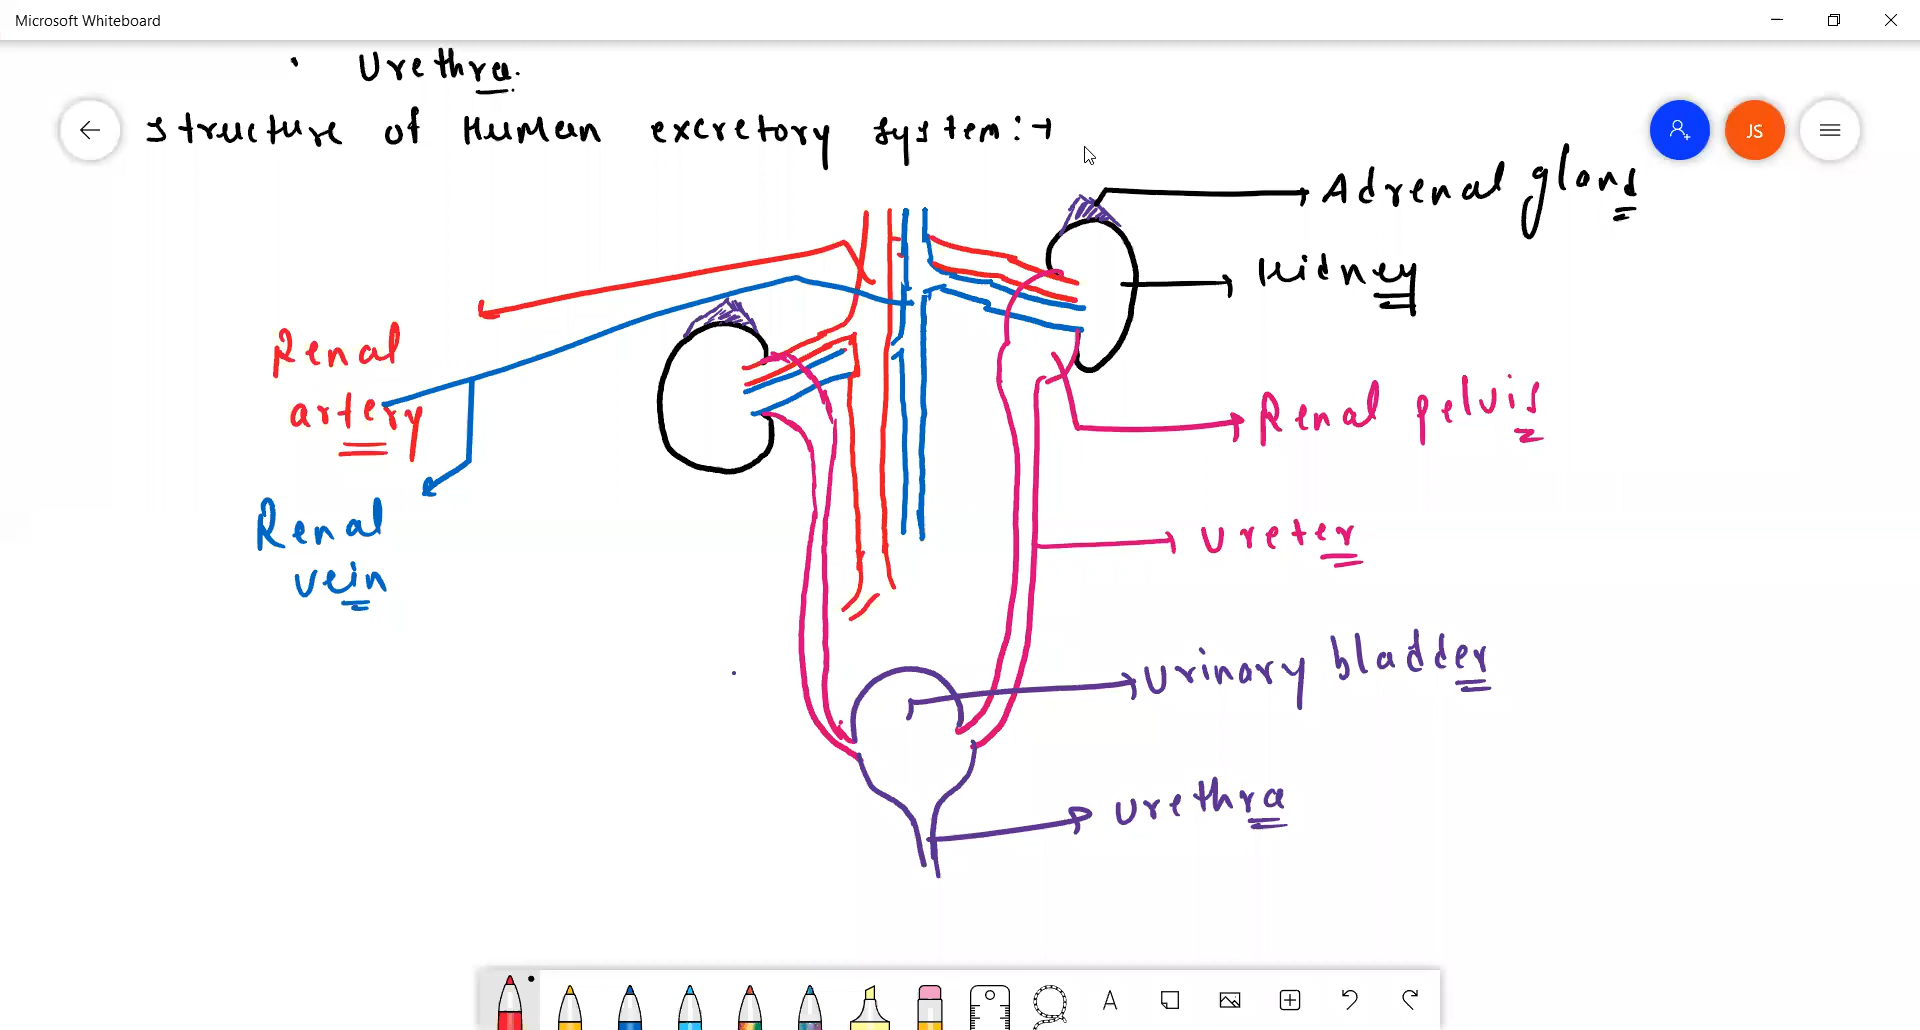 Microsoft Whiteboard
• Urethra.
Structure of Human excretory system:→
JS
Adrenal glans
Kidney
Renal
artery
Renal pelvis
Renal
vein
Ureter
Urinary bladder
Urethra
A